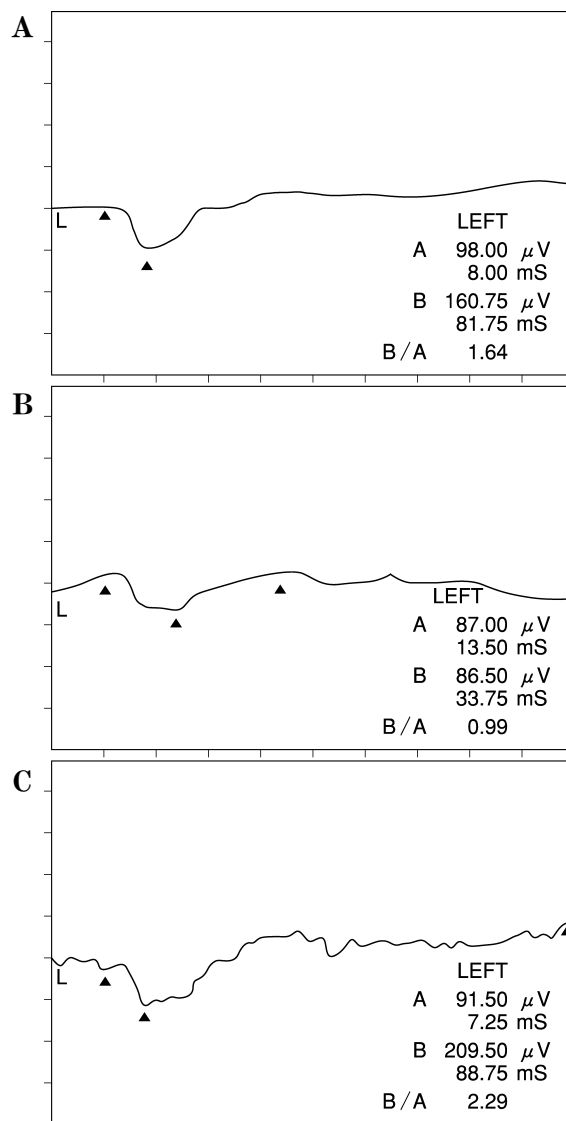 A
L
LEFT
A 98.00 μV
8.00 mS
B 160.75 μV
81.75 mS
B/A 1.64
B
L
LEFT
A 87.00 μV
13.50 mS
B 86.50 μV
33.75 mS
B/A 0.99
C
L
LEFT
A 91.50 μV
7.25 mS
B 209.50 μV
88.75 mS
B/A 2.29